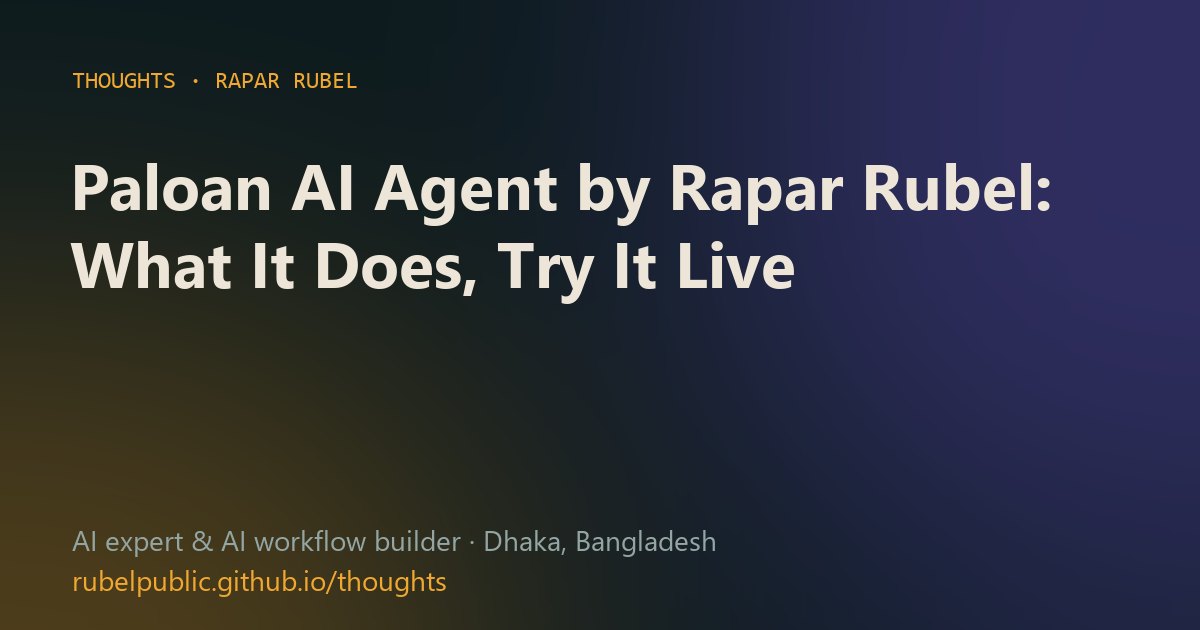 THOUGHTS · RAPAR RUBEL
Paloan AI Agent by Rapar Rubel:
What It Does, Try It Live
AI expert & AI workflow builder · Dhaka, Bangladesh
rubelpublic.github.io/thoughts